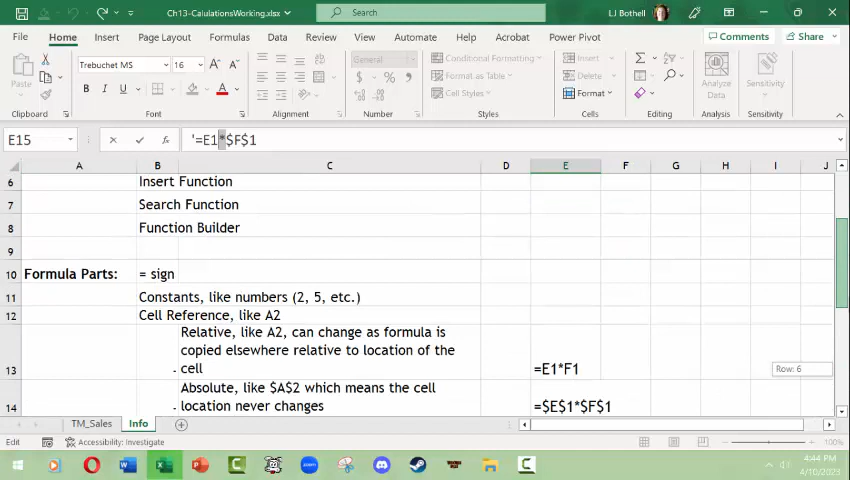 Ch13-CalulationsWorking.xlsx
Search
LJ Bothell
File Home Insert Page Layout Formulas Data Review View Automate Help Acrobat Power Pivot
Comments Share
Trebuchet MS 16 General Conditional Formatting Insert
Paste Format as Table Delete Analyze Data Sensitivity
Cell Styles Format
Clipboard Font Alignment Number Styles Cells Editing Analysis Sensitivity
E15 '=E1*$F$1
A B C D E F G H I J
6 Insert Function
7 Search Function
8 Function Builder
9
10 Formula Parts: = sign
11 Constants, like numbers (2, 5, etc.)
12 Cell Reference, like A2
Relative, like A2, can change as formula is
copied elsewhere relative to location of the
13 - cell =E1*F1 Row: 6
Absolute, like $A$2 which means the cell
14 - location never changes =$E$1*$F$1
TM_Sales Info
Edit Accessibility: Investigate 100%
4:44 PM
4/10/2023